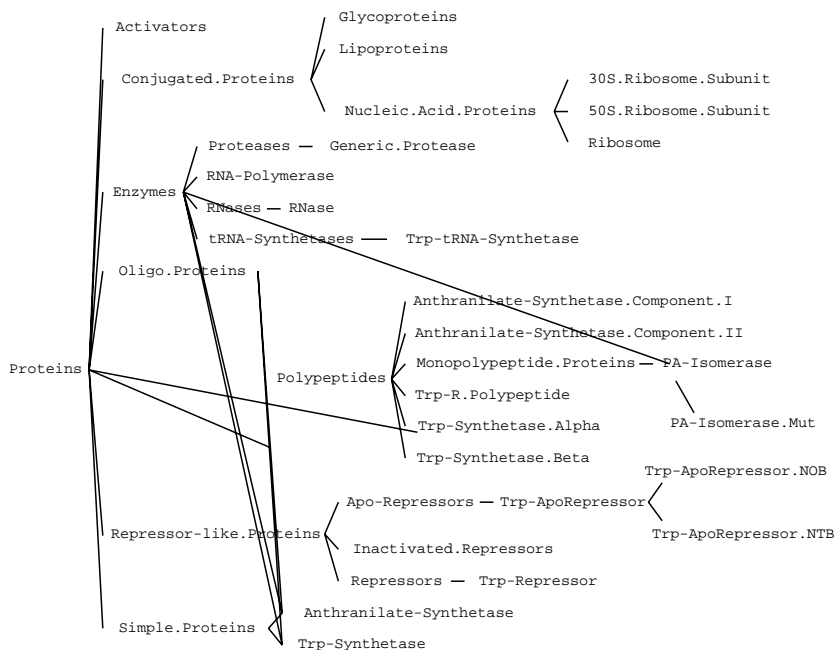 Glycoproteins
Activators
Lipoproteins
Conjugated.Proteins
30S.Ribosome.Subunit
Nucleic.Acid.Proteins
50S.Ribosome.Subunit
Ribosome
Proteases
Generic.Protease
RNA-Polymerase
Enzymes
RNases
RNase
tRNA-Synthetases
Trp-tRNA-Synthetase
Oligo.Proteins
Anthranilate-Synthetase.Component.I
Anthranilate-Synthetase.Component.II
Monopolypeptide.Proteins
PA-Isomerase
Proteins
Polypeptides
Trp-R.Polypeptide
PA-Isomerase.Mut
Trp-Synthetase.Alpha
Trp-Synthetase.Beta
Trp-ApoRepressor.NOB
Apo-Repressors
Trp-ApoRepressor
Repressor-like.Proteins
Trp-ApoRepressor.NTB
Inactivated.Repressors
Repressors
Trp-Repressor
Anthranilate-Synthetase
Simple.Proteins
Trp-Synthetase